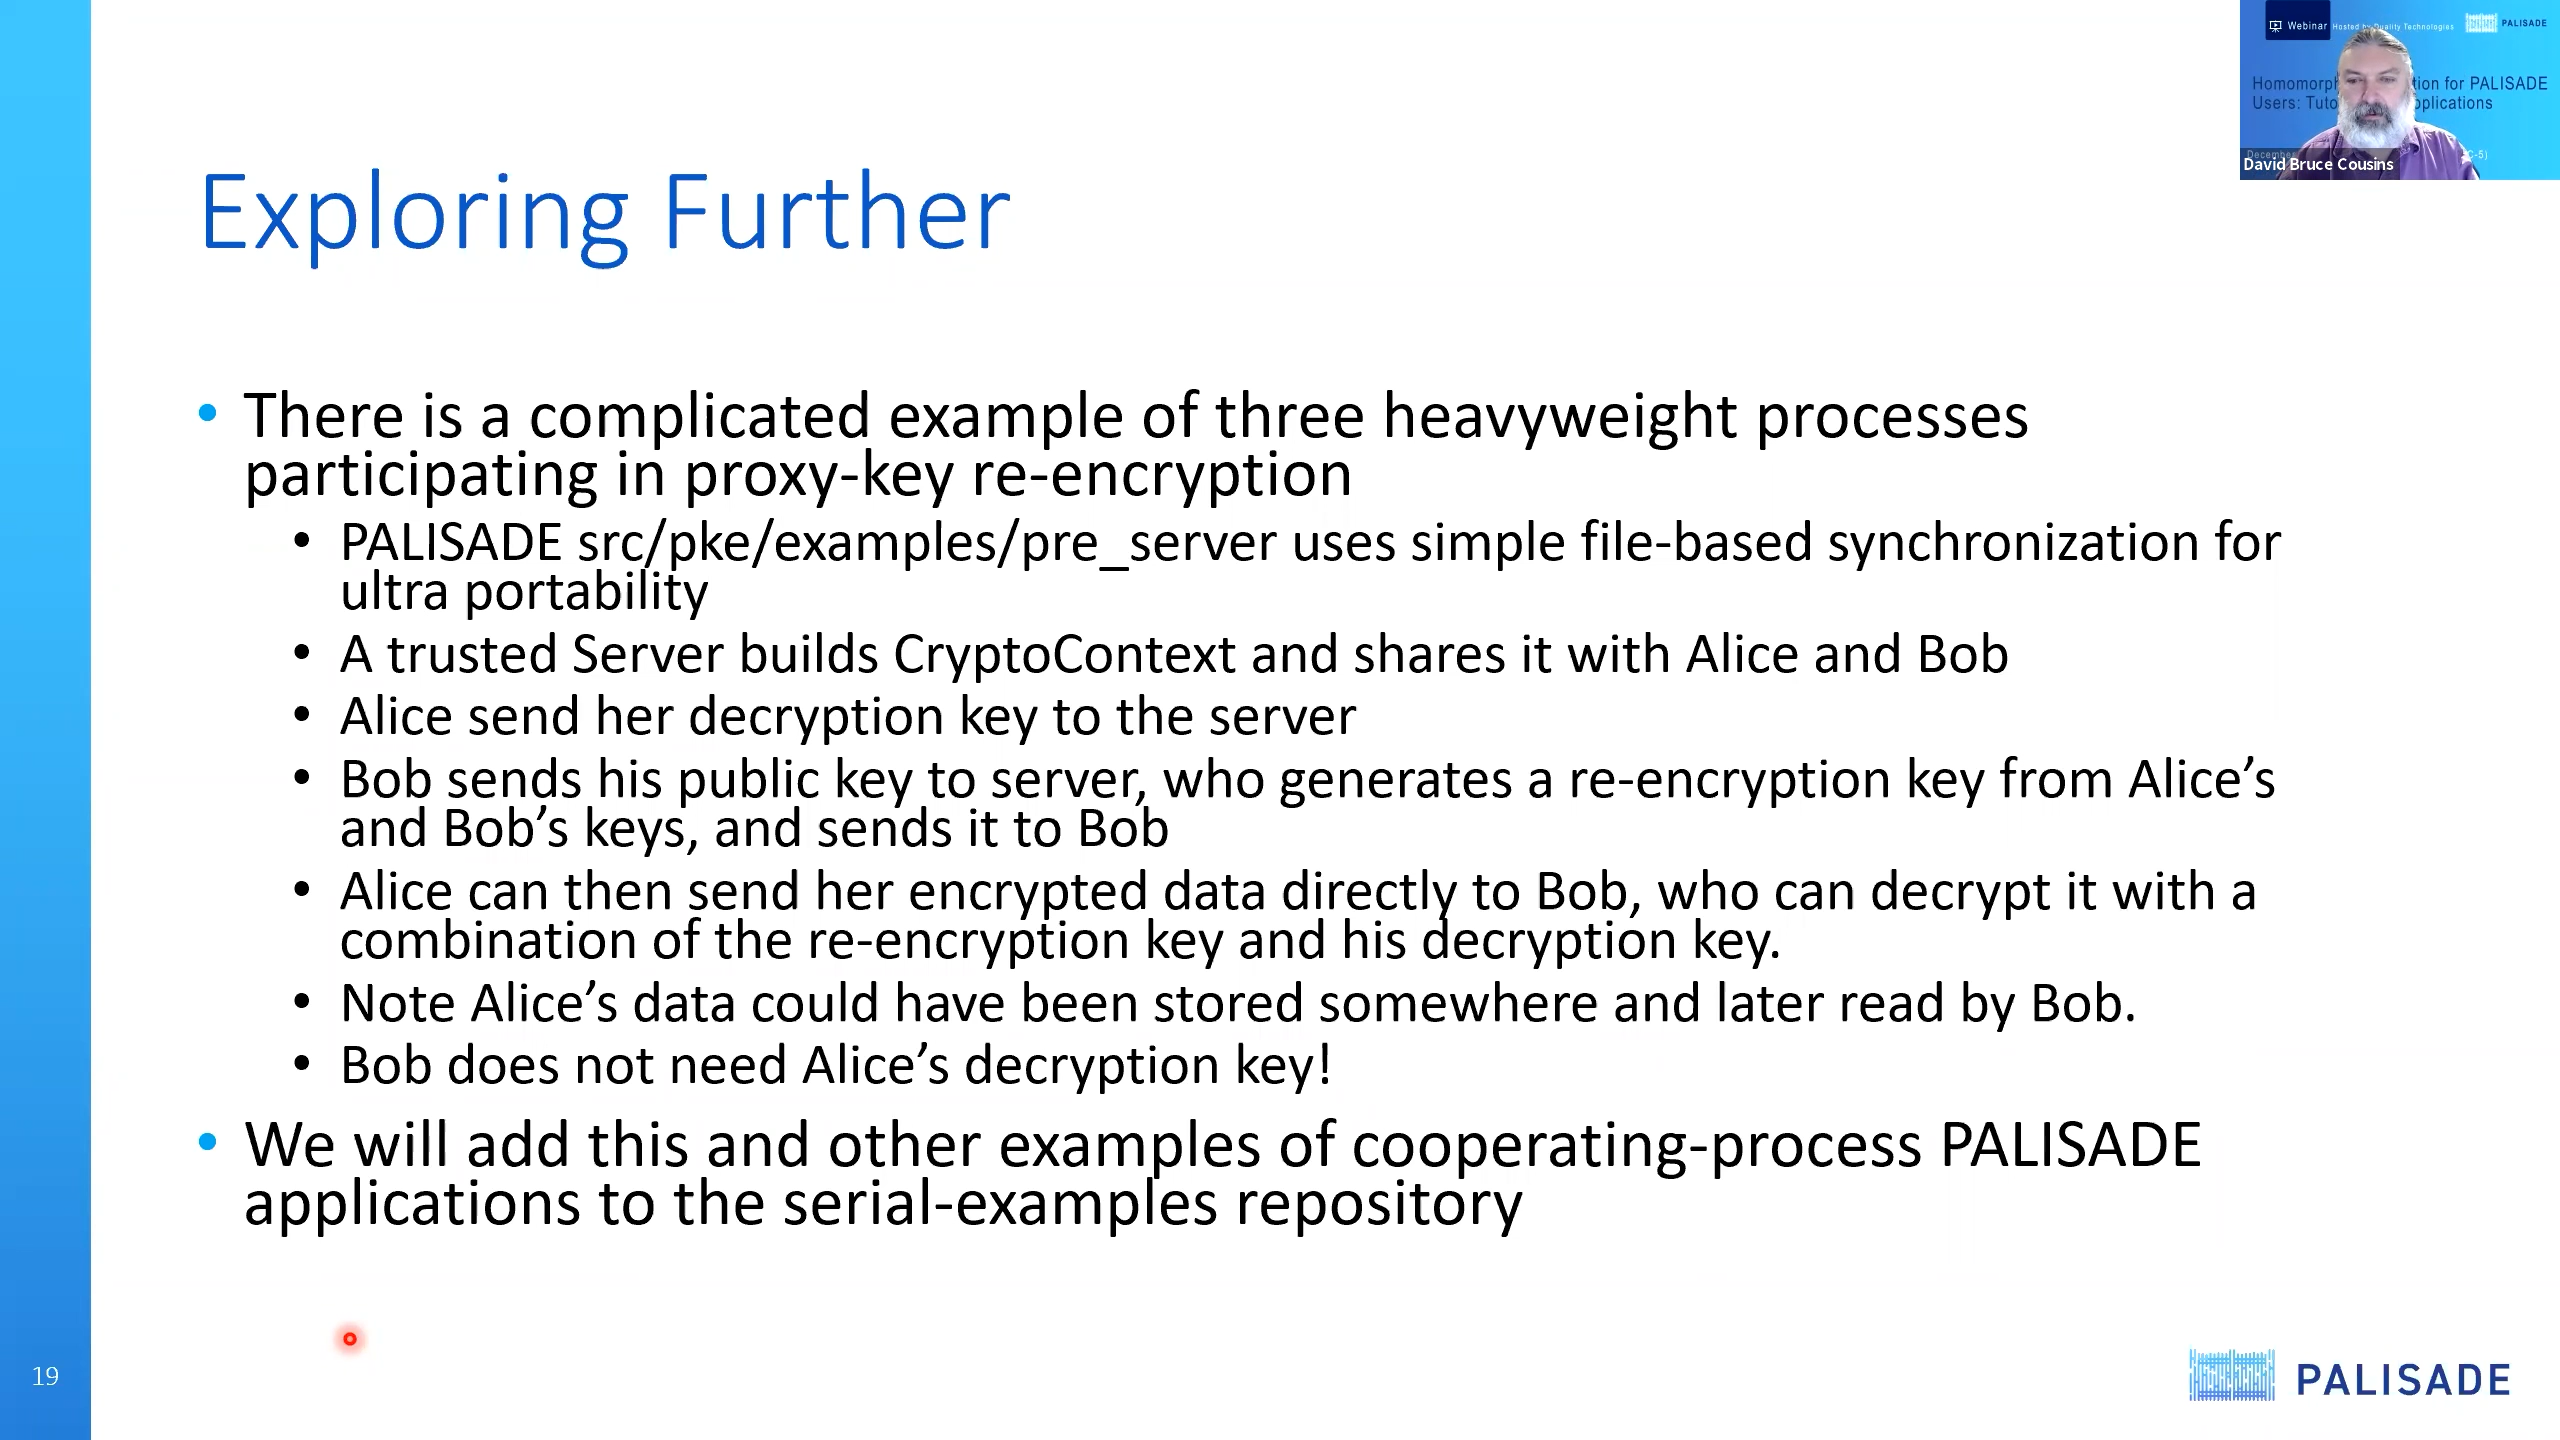 Webinar Hosted by Duality Technologies PALISADE
Homomorph tion for PALISADE
Users: Tuto pplications
December C-5)
David Bruce Cousins
Exploring Further
• There is a complicated example of three heavyweight processes
participating in proxy-key re-encryption
• PALISADE src/pke/examples/pre_server uses simple file-based synchronization for
ultra portability
• A trusted Server builds CryptoContext and shares it with Alice and Bob
• Alice send her decryption key to the server
• Bob sends his public key to server, who generates a re-encryption key from Alice’s
and Bob’s keys, and sends it to Bob
• Alice can then send her encrypted data directly to Bob, who can decrypt it with a
combination of the re-encryption key and his decryption key.
• Note Alice’s data could have been stored somewhere and later read by Bob.
• Bob does not need Alice’s decryption key!
• We will add this and other examples of cooperating-process PALISADE
applications to the serial-examples repository
19
PALISADE